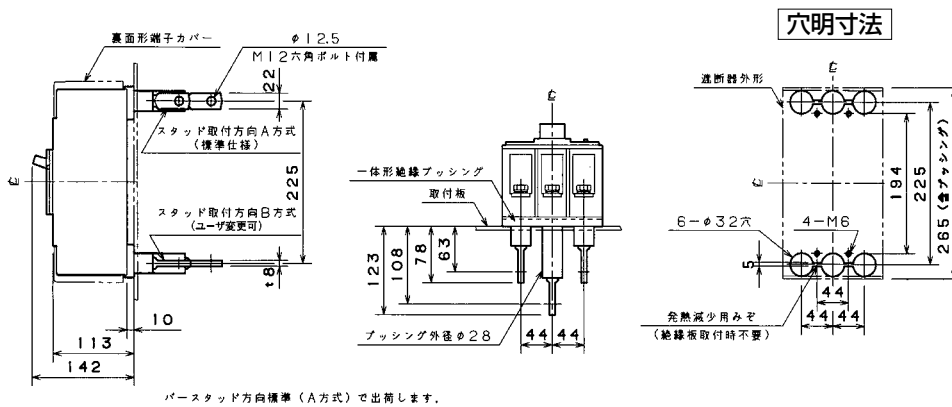 穴明寸法
裏面形端子カバー
φ12.5
M12六角ボルト付属
22
スタッド取付方向A方式
(標準仕様)
225
スタッド取付方向B方式
(ユーザ変更可)
t8
10
113
142
℄
一体形絶縁ブッシング
取付板
123
108
78
63
ブッシング外径φ28
44
44
℄
℄
遮断器外形
℄
194
225
265(含ブッシング)
6-φ32穴
4-M6
5
44
44
44
発熱減少用みぞ
(絶縁板取付時不要)
バースタッド方向標準(A方式)で出荷します.